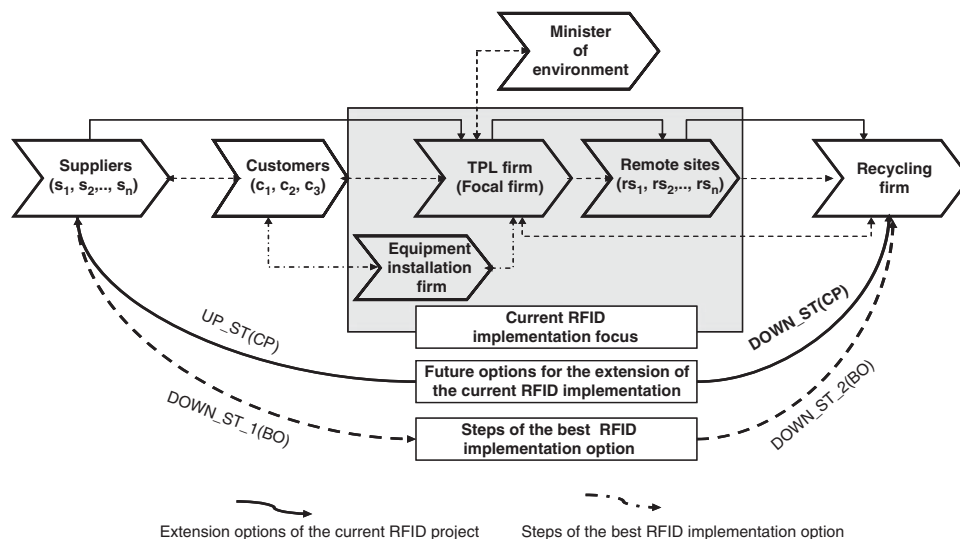 Minister
of
environment
Suppliers
(s1, s2,.., sn)
Customers
(c1, c2, c3)
TPL firm
(Focal firm)
Remote sites
(rs1, rs2,.., rsn)
Recycling
firm
Equipment
installation
firm
Current RFID
implementation focus
UP_ST(CP)
DOWN_ST(CP)
Future options for the extension of
the current RFID implementation
DOWN_ST_1(BO)
DOWN_ST_2(BO)
Steps of the best RFID
implementation option
Extension options of the current RFID project
Steps of the best RFID implementation option